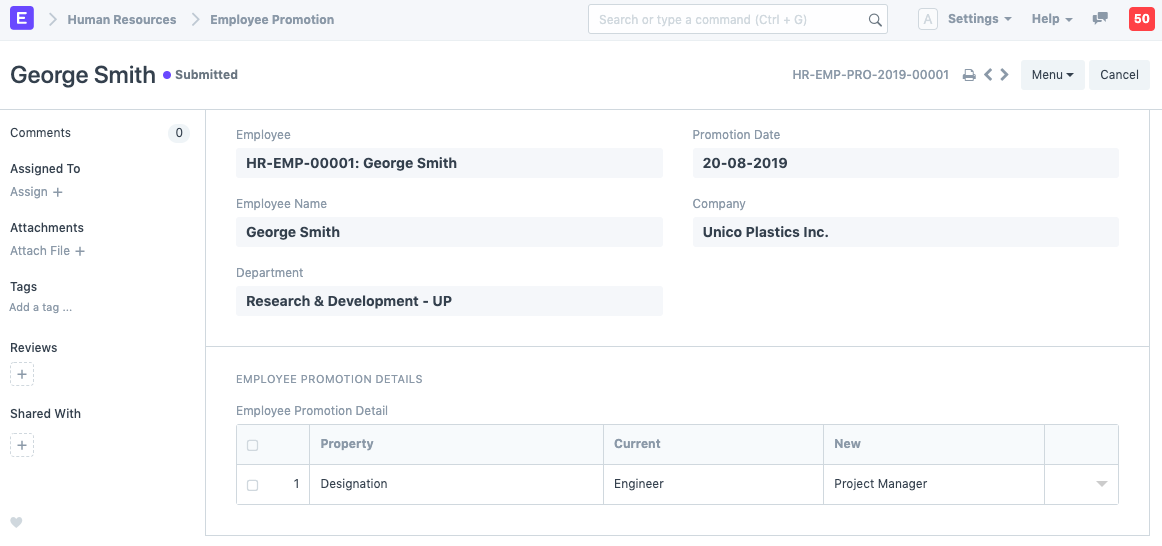 E Human Resources Employee Promotion Search or type a command (Ctrl + G) A Settings Help 50
George Smith Submitted HR-EMP-PRO-2019-00001 Menu Cancel
Comments 0
Assigned To
Assign +
Attachments
Attach File +
Tags
Add a tag ...
Reviews
+
Shared With
+
Employee
HR-EMP-00001: George Smith
Promotion Date
20-08-2019
Employee Name
George Smith
Company
Unico Plastics Inc.
Department
Research & Development - UP
EMPLOYEE PROMOTION DETAILS
Employee Promotion Detail
Property Current New
1 Designation Engineer Project Manager